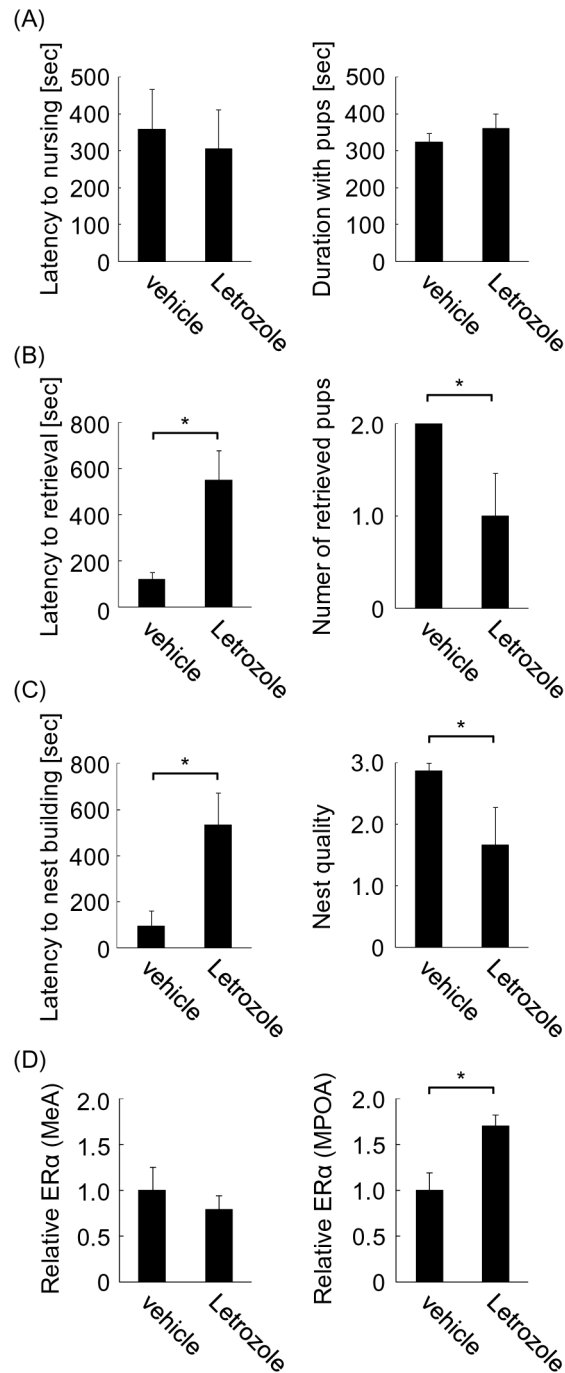 (A)
Latency to nursing [sec]
500
400
300
200
100
0
vehicle
Letrozole
Duration with pups [sec]
500
400
300
200
100
0
vehicle
Letrozole
(B)
Latency to retrieval [sec]
800
600
400
200
0
*
vehicle
Letrozole
Numer of retrieved pups
2.0
1.0
0
*
vehicle
Letrozole
(C)
Latency to nest building [sec]
800
600
400
200
0
*
vehicle
Letrozole
Nest quality
3.0
2.0
1.0
0
*
vehicle
Letrozole
(D)
Relative ERα (MeA)
2.0
1.5
1.0
0.5
0
vehicle
Letrozole
Relative ERα (MPOA)
2.0
1.5
1.0
0.5
0
*
vehicle
Letrozole